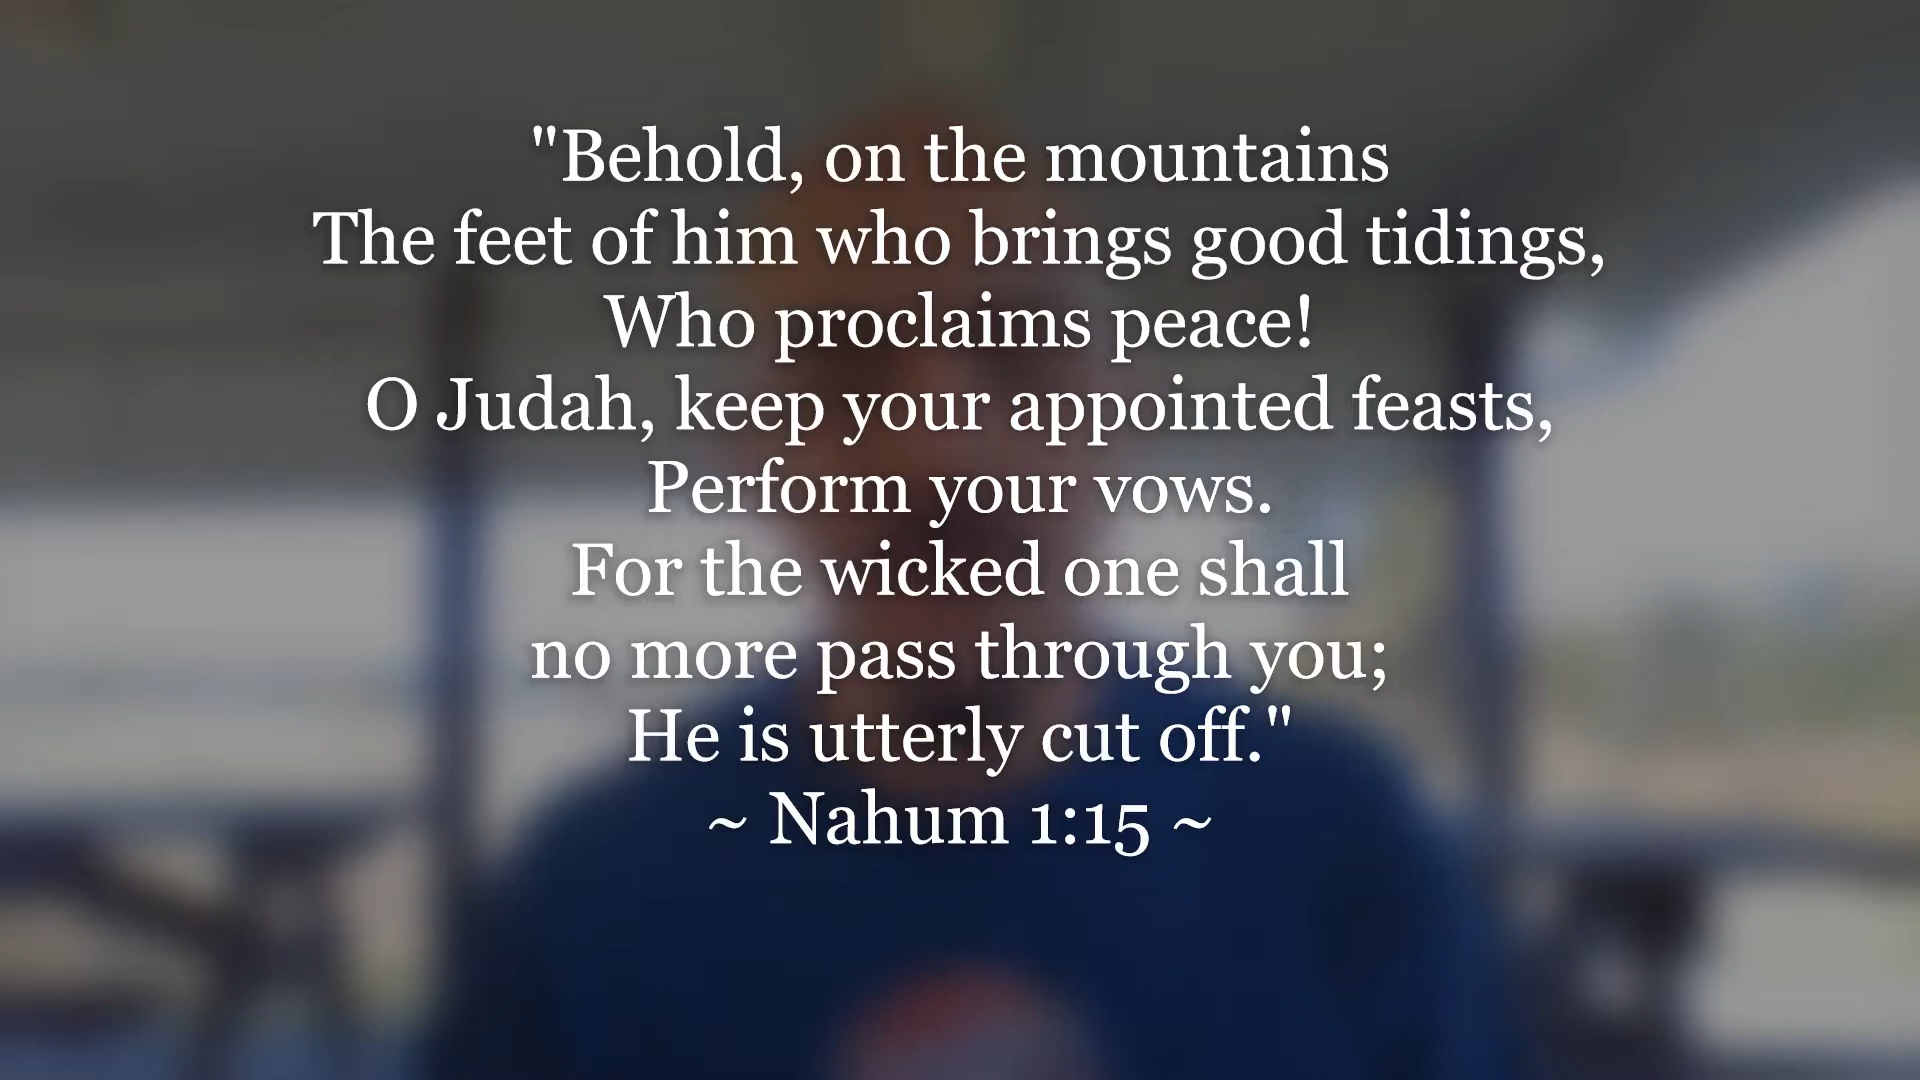 "Behold, on the mountains
The feet of him who brings good tidings,
Who proclaims peace!
O Judah, keep your appointed feasts,
Perform your vows.
For the wicked one shall
no more pass through you;
He is utterly cut off."
~ Nahum 1:15 ~